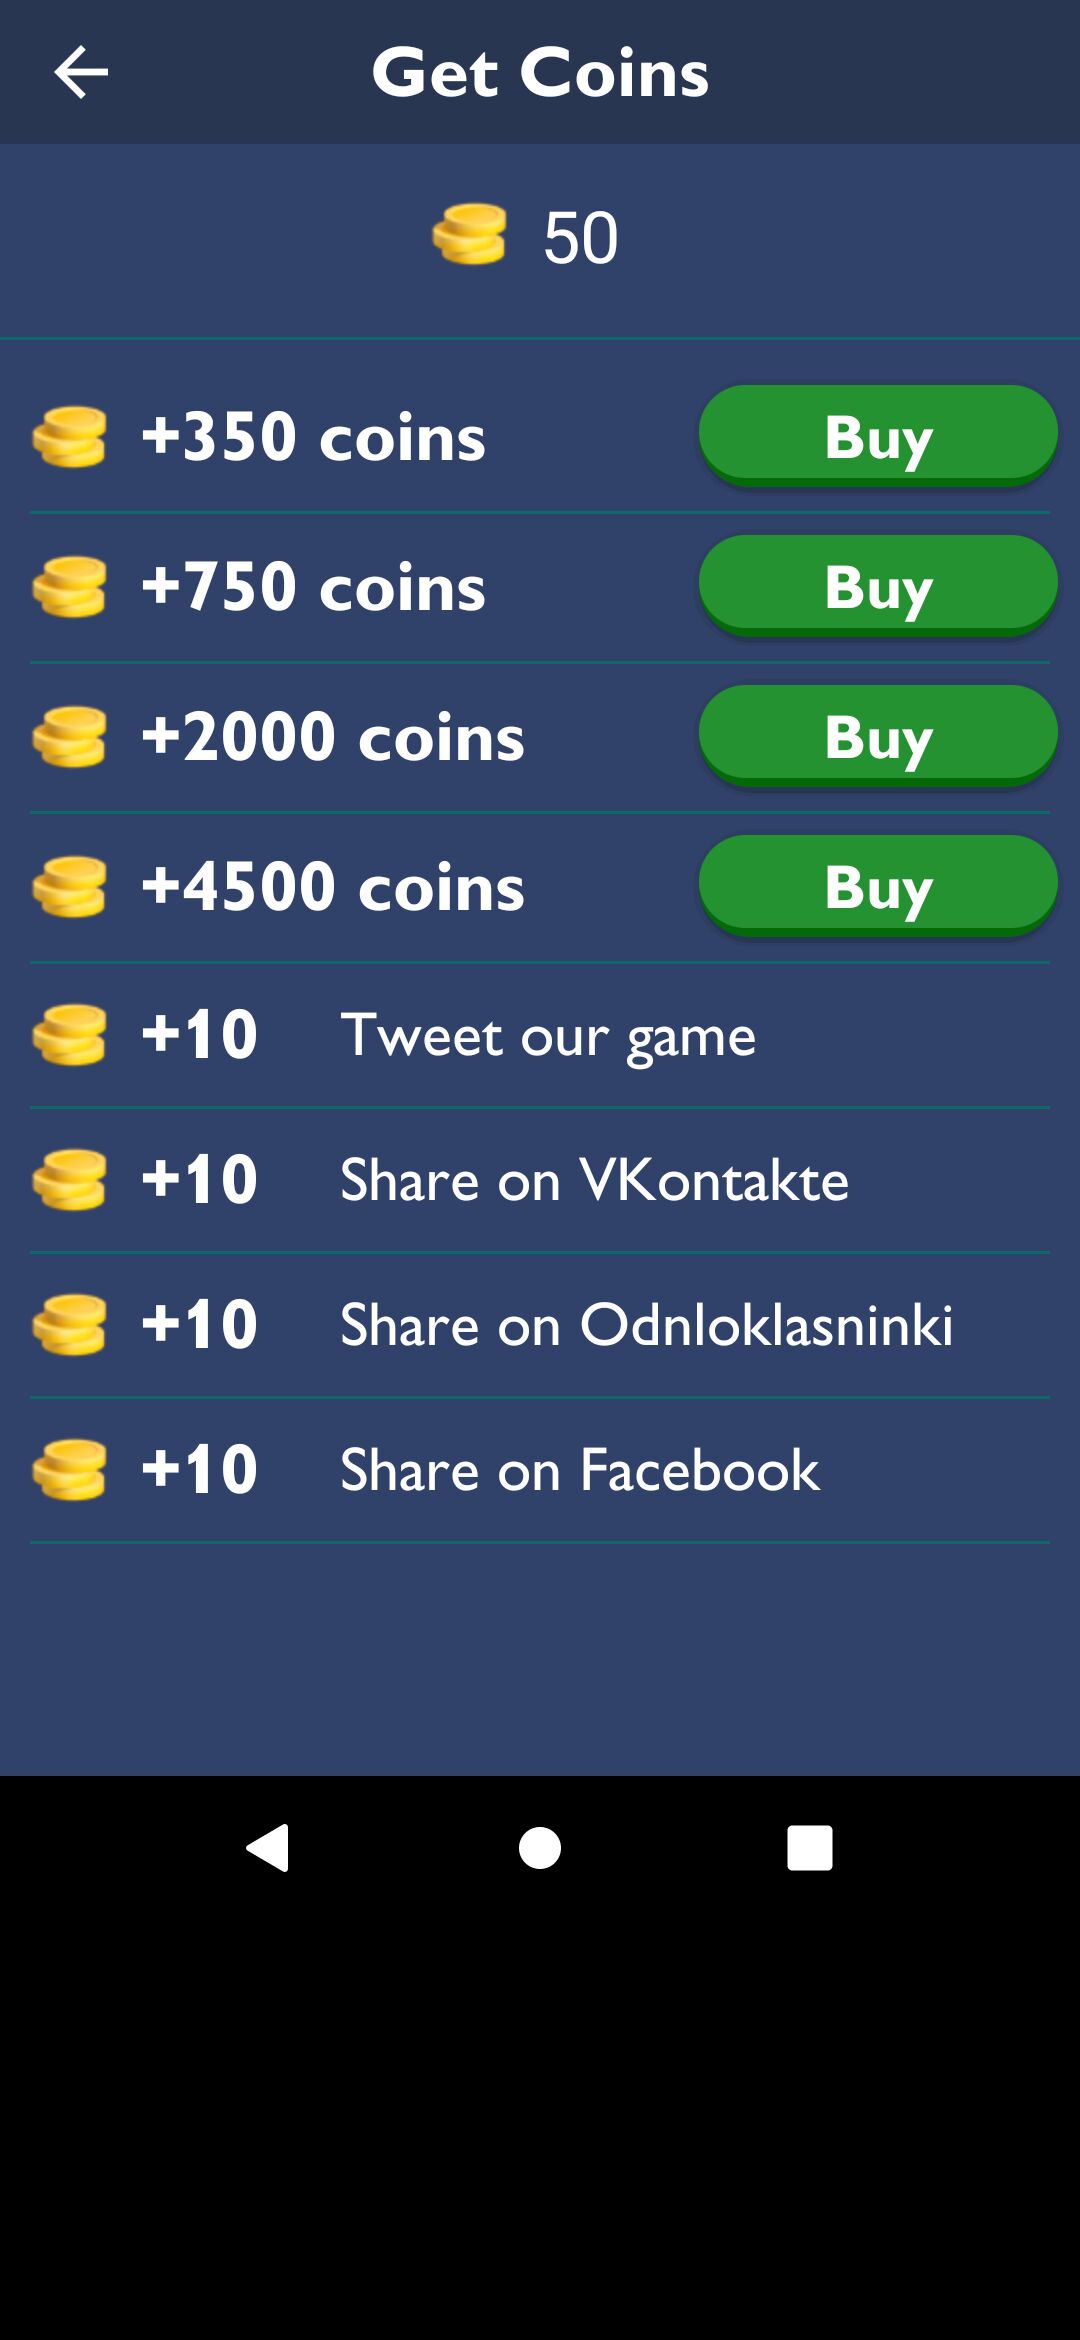 Get Coins
50
+350 coins Buy
+750 coins Buy
+2000 coins Buy
+4500 coins Buy
+10 Tweet our game
+10 Share on VKontakte
+10 Share on Odnloklasninki
+10 Share on Facebook